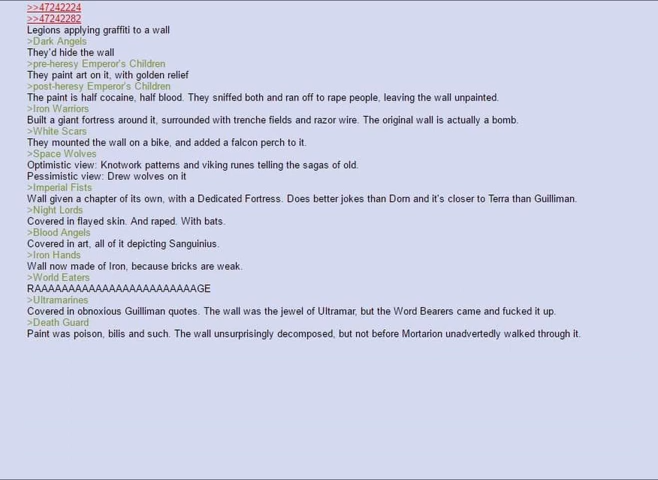 >>47242224
>>47242282
Legions applying graffiti to a wall
>Dark Angels
They'd hide the wall
>pre-heresy Emperor's Children
They paint art on it, with golden relief
>post-heresy Emperor's Children
The paint is half cocaine, half blood. They sniffed both and ran off to rape people, leaving the wall unpainted.
>Iron Warriors
Built a giant fortress around it, surrounded with trenche fields and razor wire. The original wall is actually a bomb.
>White Scars
They mounted the wall on a bike, and added a falcon perch to it.
>Space Wolves
Optimistic view: Knotwork patterns and viking runes telling the sagas of old.
Pessimistic view: Drew wolves on it
>Imperial Fists
Wall given a chapter of its own, with a Dedicated Fortress. Does better jokes than Dorn and it's closer to Terra than Guilliman.
>Night Lords
Covered in flayed skin. And raped. With bats.
>Blood Angels
Covered in art, all of it depicting Sanguinius.
>Iron Hands
Wall now made of Iron, because bricks are weak.
>World Eaters
RAAAAAAAAAAAAAAAAAAAAAAAAGE
>Ultramarines
Covered in obnoxious Guilliman quotes. The wall was the jewel of Ultramar, but the Word Bearers came and fucked it up.
>Death Guard
Paint was poison, bilis and such. The wall unsurprisingly decomposed, but not before Mortarion unadvertedly walked through it.